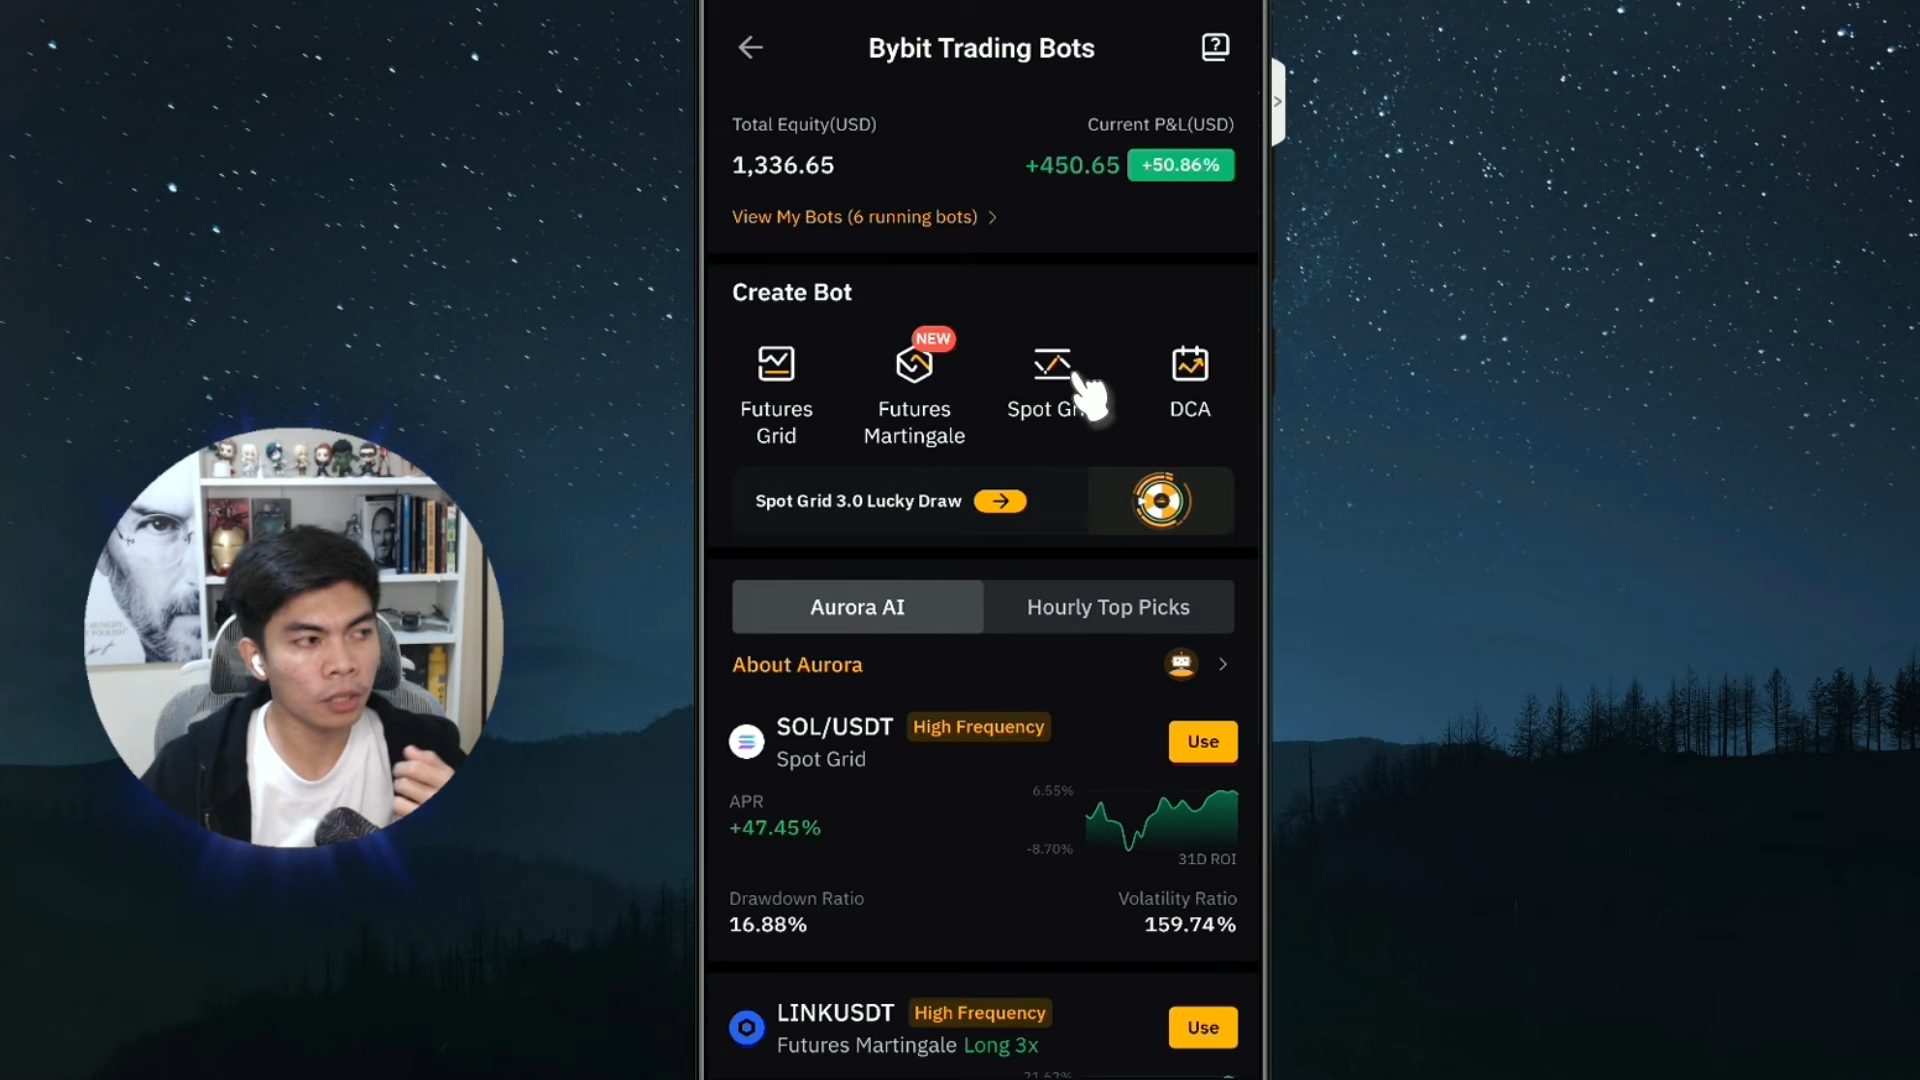 Bybit Trading Bots
Total Equity(USD)
Current P&L(USD)
1,336.65
+450.65 +50.86%
View My Bots (6 running bots) >
Create Bot
NEW
Futures
Grid
Futures
Martingale
Spot
DCA
Spot Grid 3.0 Lucky Draw
Aurora AI
Hourly Top Picks
About Aurora
SOL/USDT High Frequency
Spot Grid
Use
APR
+47.45%
6.55%
-8.70%
31D ROI
Drawdown Ratio
16.88%
Volatility Ratio
159.74%
LINKUSDT High Frequency
Futures Martingale Long 3x
Use